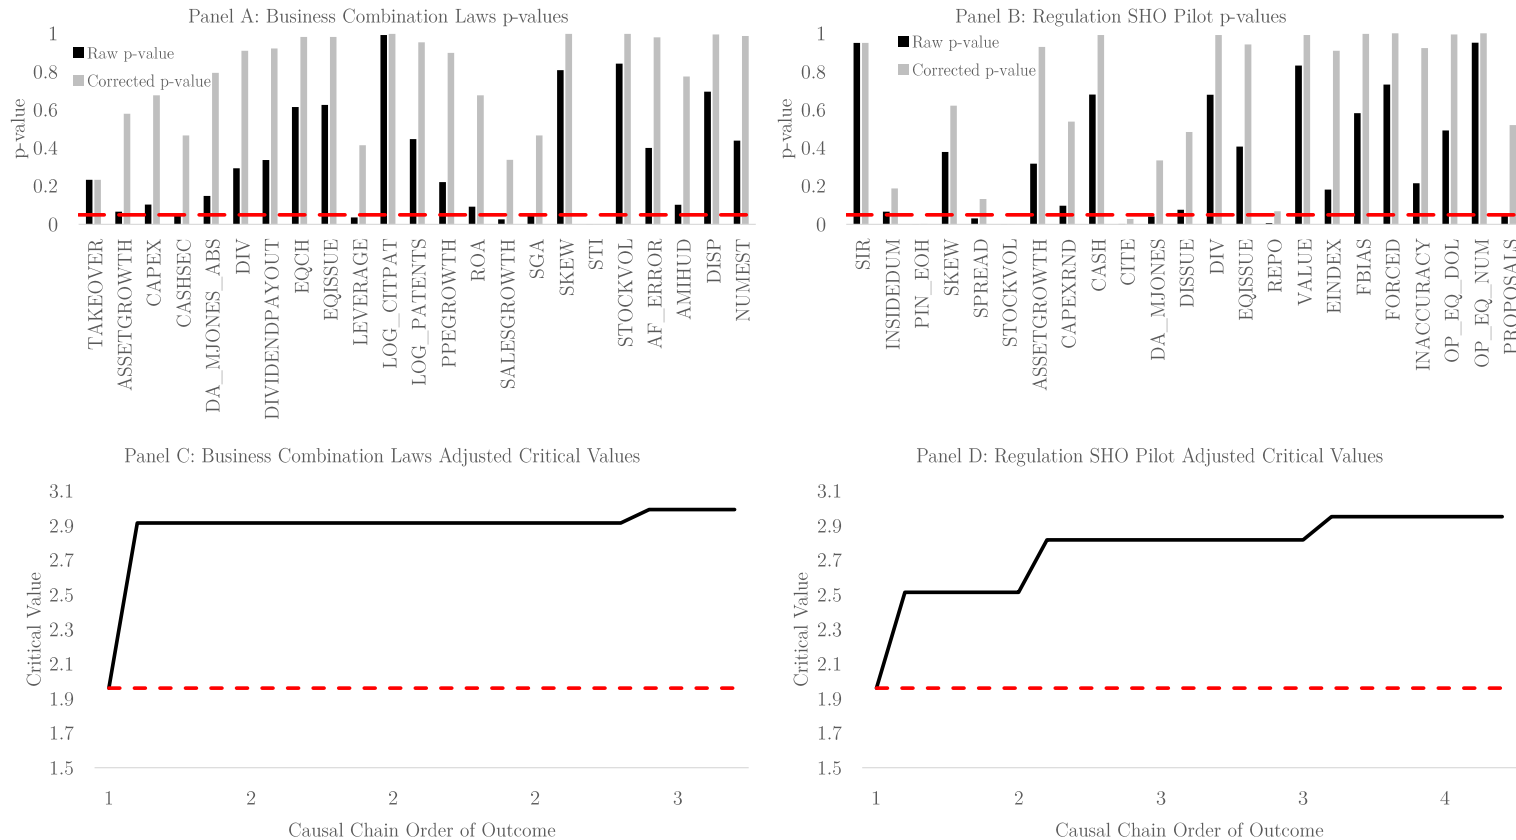 Panel A: Business Combination Laws p-values
p-value
1
0.8
0.6
0.4
0.2
0
Raw p-value
Corrected p-value
TAKEOVER
ASSETGROWTH
CAPEX
CASHSEC
DA_MJONES_ABS
DIV
DIVIDENDPAYOUT
EQCH
EQISSUE
LEVERAGE
LOG_CITPAT
LOG_PATENTS
PPEGROWTH
ROA
SALESGROWTH
SGA
SKEW
STI
STOCKVOL
AF_ERROR
AMIHUD
DISP
NUMEST
Panel B: Regulation SHO Pilot p-values
p-value
1
0.8
0.6
0.4
0.2
0
Raw p-value
Corrected p-value
SIR
INSIDEDUM
PIN_EOH
SKEW
SPREAD
STOCKVOL
ASSETGROWTH
CAPEXRND
CASH
CITE
DA_MJONES
DISSUE
DIV
EQISSUE
REPO
VALUE
EINDEX
FBIAS
FORCED
INACCURACY
OP_EQ_DOL
OP_EQ_NUM
PROPOSALS
Panel C: Business Combination Laws Adjusted Critical Values
Critical Value
3.1
2.9
2.7
2.5
2.3
2.1
1.9
1.7
1.5
1 2 2 2 3
Causal Chain Order of Outcome
Panel D: Regulation SHO Pilot Adjusted Critical Values
Critical Value
3.1
2.9
2.7
2.5
2.3
2.1
1.9
1.7
1.5
1 2 3 3 4
Causal Chain Order of Outcome